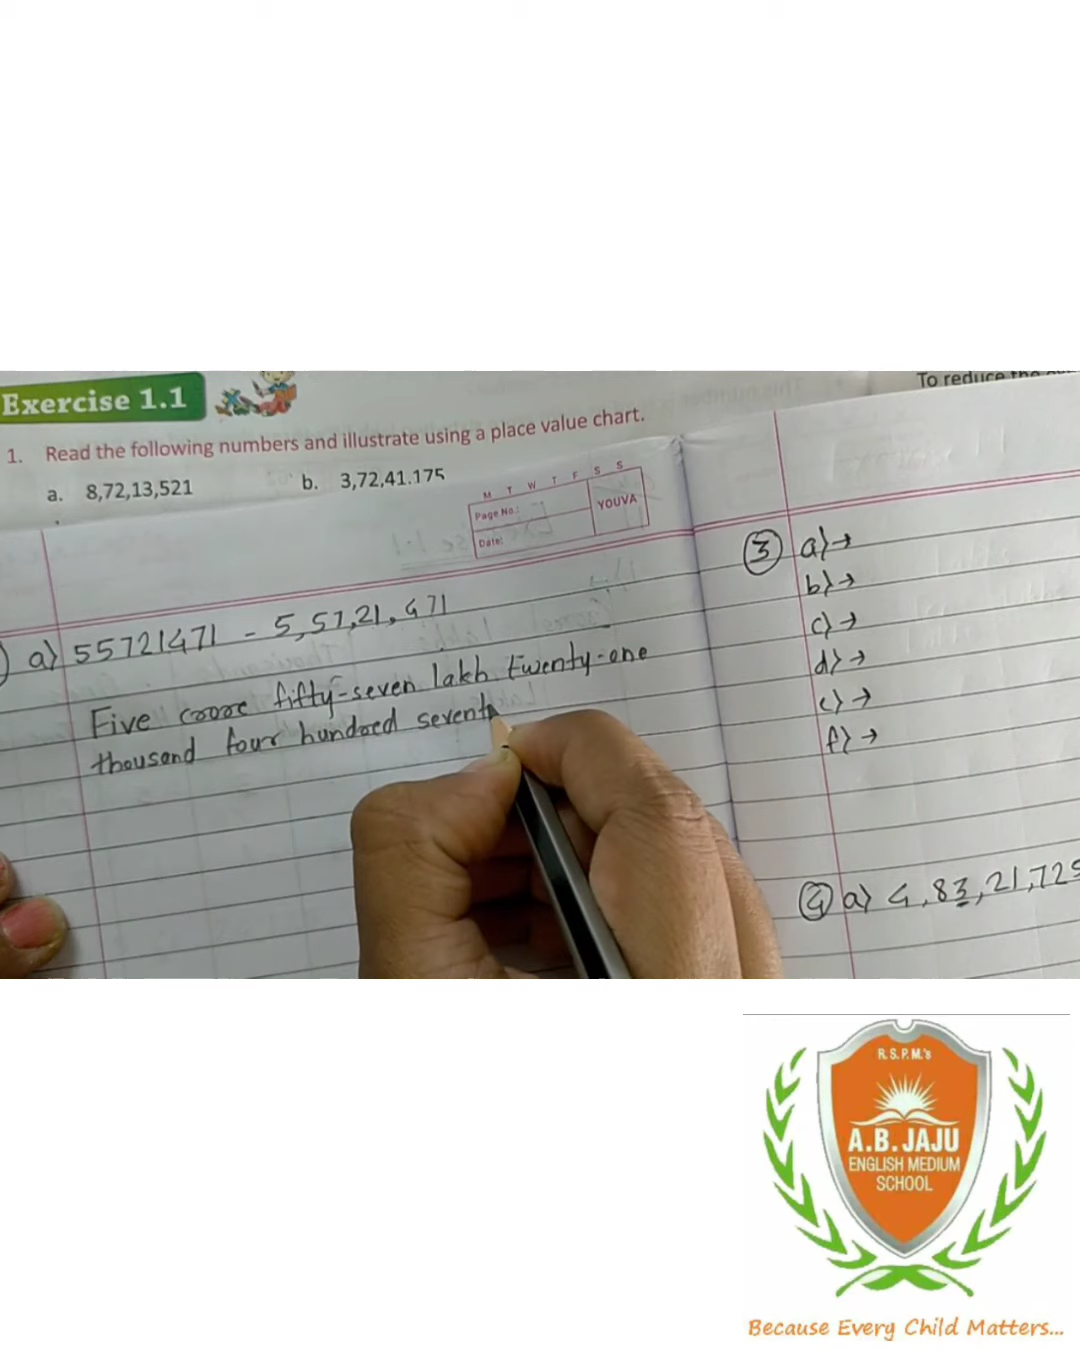 Exercise 1.1
To reduce the
1. Read the following numbers and illustrate using a place value chart.
a. 8,72,13,521 b. 3,72,41.175
M T W T F S S
Page No.:
YOUVA
Date:
a) 55721471 - 5,57,21,471
Five crore fifty-seven lakh twenty-one
thousand four hundred sevent
3 a) →
b) →
c) →
d) →
e) →
f) →
4 a) 4,83,21,725
R.S.P.M.'s
A.B. JAJU
ENGLISH MEDIUM
SCHOOL
Because Every Child Matters...